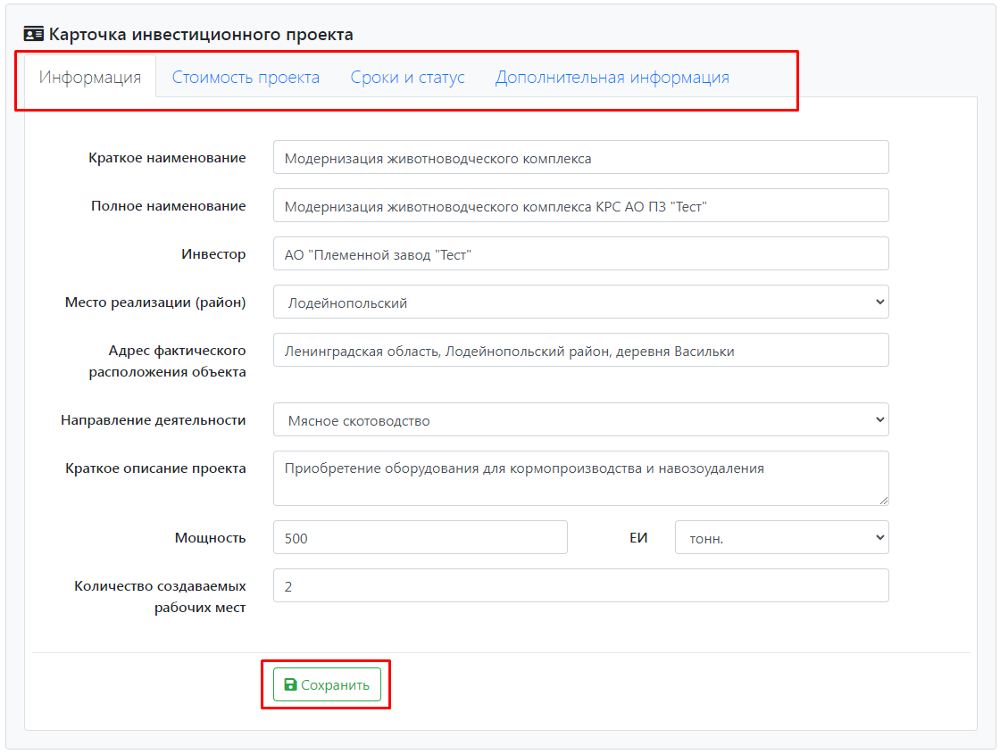 Карточка инвестиционного проекта
Информация Стоимость проекта Сроки и статус Дополнительная информация
Краткое наименование Модернизация животноводческого комплекса
Полное наименование Модернизация животноводческого комплекса КРС АО ПЗ "Тест"
Инвестор АО "Племенной завод "Тест"
Место реализации (район) Лодейнопольский
Адрес фактического
расположения объекта
Ленинградская область, Лодейнопольский район, деревня Васильки
Направление деятельности Мясное скотоводство
Краткое описание проекта Приобретение оборудования для кормопроизводства и навозоудаления
Мощность 500 ЕИ тонн.
Количество создаваемых
рабочих мест
2
Сохранить